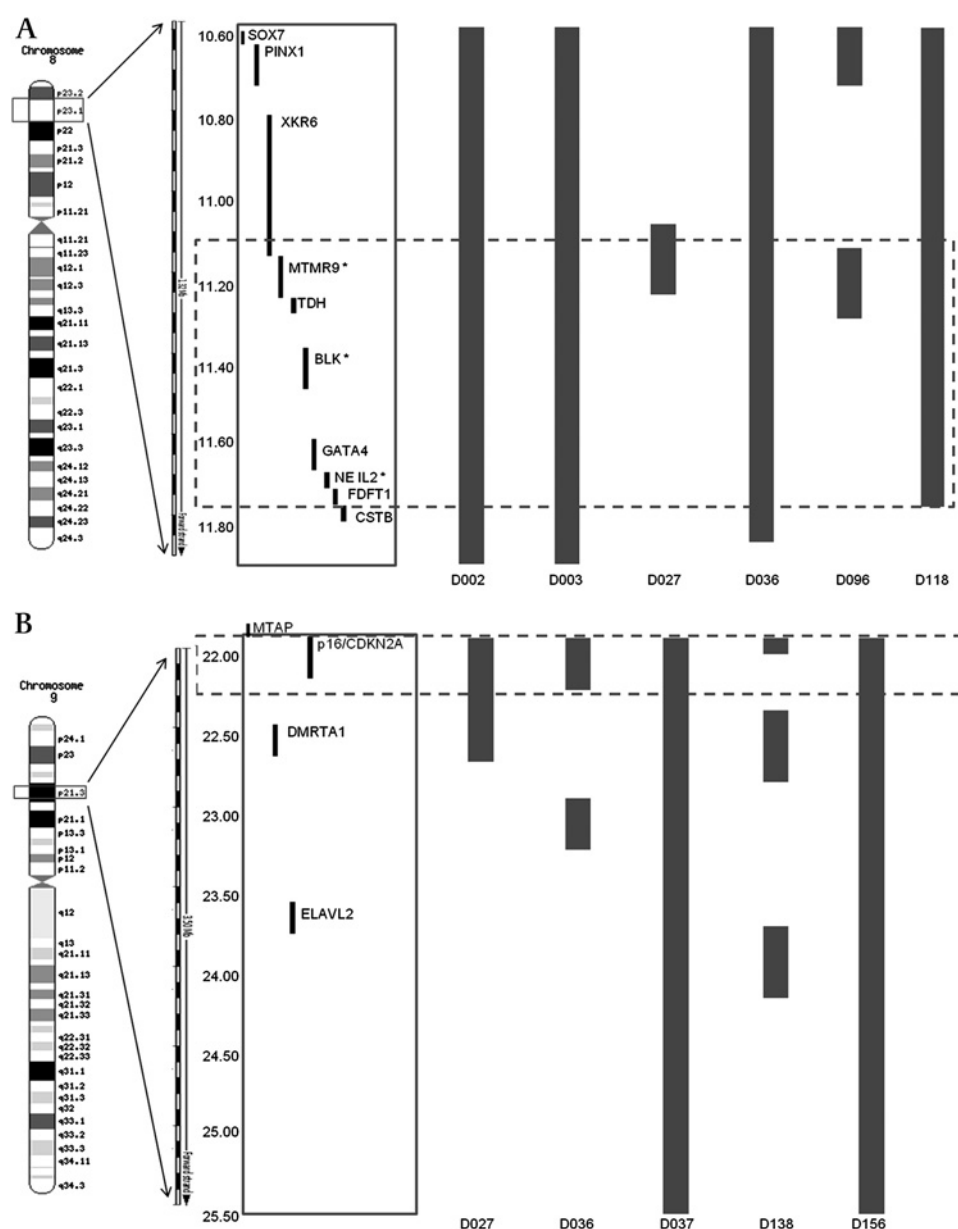 A
Chromosome
8
p23.2
p23.1
p22
p21.3
p21.2
p12
p11.21
q11.21
q11.23
q12.1
q12.3
q13.3
q21.11
q21.13
q21.3
q22.1
q22.3
q23.1
q23.3
q24.12
q24.13
q24.21
q24.22
q24.23
q24.3
Forward strand
10.60
10.80
11.00
11.20
11.40
11.60
11.80
SOX7
PINX1
XKR6
MTMR9*
TDH
BLK*
GATA4
NEIL2*
FDFT1
CSTB
D002 D003 D027 D036 D096 D118
B
Chromosome
9
p24.1
p23
p21.3
p21.1
p13.3
p13.1
p12
p11.2
q12
q13
q21.11
q21.13
q21.31
q21.32
q21.33
q22.31
q22.32
q22.33
q31.1
q31.2
q31.3
q32
q33.1
q33.2
q33.3
q34.11
q34.3
3.50 Mb
Forward strand
22.00
22.50
23.00
23.50
24.00
24.50
25.00
25.50
MTAP
p16/CDKN2A
DMRTA1
ELAVL2
D027 D036 D037 D138 D156